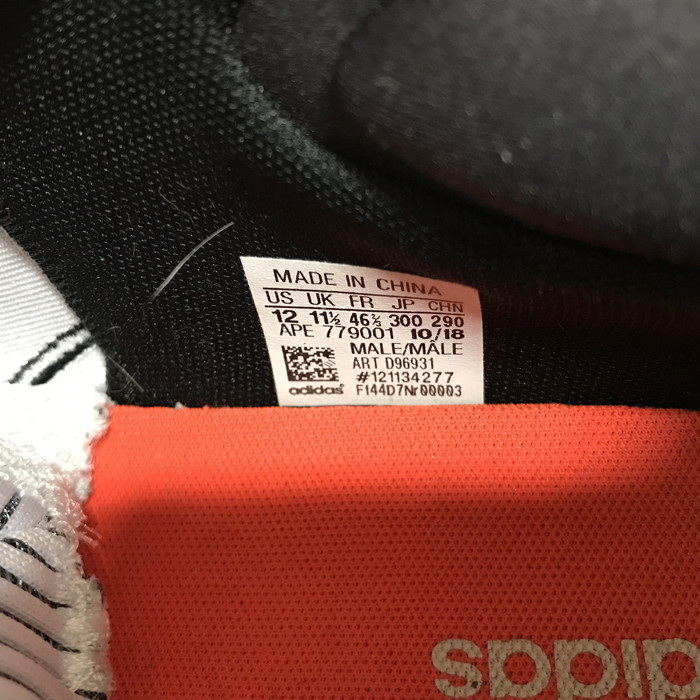 MADE IN CHINA
US UK FR JP CHN
12 11½ 46⅔ 300 290
APE 779001 10/18
MALE/MÂLE
ART D96931
#121134277
adidas F144D7Nr00003
adidas